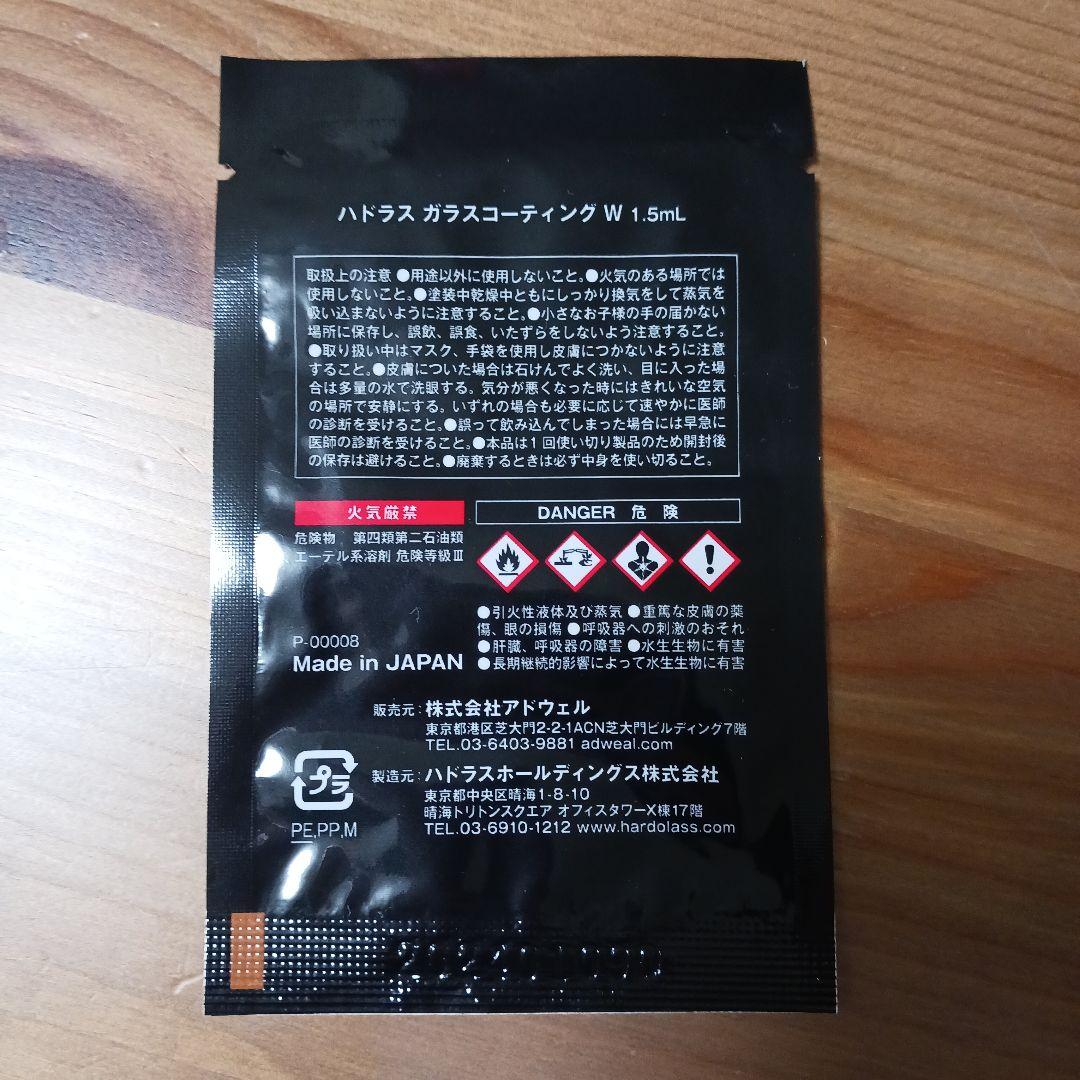 ハドラス ガラスコーティング W 1.5mL
取扱上の注意 ●用途以外に使用しないこと。●火気のある場所では
使用しないこと。●塗装中乾燥中ともにしっかり換気をして蒸気を
吸い込まないように注意すること。●小さなお子様の手の届かない
場所に保存し、誤飲、誤食、いたずらをしないよう注意すること。
●取り扱い中はマスク、手袋を使用し皮膚につかないように注意
すること。●皮膚についた場合は石けんでよく洗い、目に入った場
合は多量の水で洗眼する。気分が悪くなった時にはきれいな空気
の場所で安静にする。いずれの場合も必要に応じて速やかに医師
の診断を受けること。●誤って飲み込んでしまった場合には早急に
医師の診断を受けること。●本品は1回使い切り製品のため開封後
の保存は避けること。●廃棄するときは必ず中身を使い切ること。
火気厳禁
危険物 第四類第二石油類
エーテル系溶剤 危険等級Ⅲ
DANGER 危 険
●引火性液体及び蒸気 ●重篤な皮膚の薬
傷、眼の損傷 ●呼吸器への刺激のおそれ
●肝臓、呼吸器の障害 ●水生生物に有害
●長期継続的影響によって水生生物に有害
P-00008
Made in JAPAN
販売元:株式会社アドウェル
東京都港区芝大門2-2-1ACN芝大門ビルディング7階
TEL.03-6403-9881 adweal.com
製造元:ハドラスホールディングス株式会社
東京都中央区晴海1-8-10
晴海トリトンスクエア オフィスタワーX棟17階
TEL.03-6910-1212 www.hardolass.com
プラ
PE,PP,M